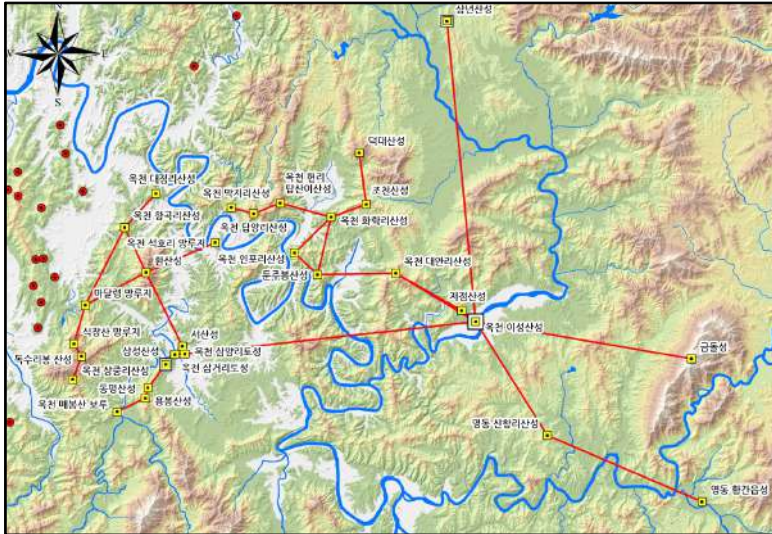 N
W
E
S
삼년산성
덕대산성
옥천 대정리산성
옥천 막지리산성
옥천 현리
답산이산성
조천산성
옥천 환곡리산성
옥천 답양리산성
옥천 화학리산성
옥천 석호리 망루지
환산성
옥천 인포리산성
둔주봉산성
옥천 대안리산성
마달령 망루지
저점산성
옥천 이성산성
식장산 망루지
서산성
삼성산성
옥천 삼양리토성
독수리봉 산성
옥천 삼거리토성
옥천 상중리산성
금돌성
동평산성
용봉산성
옥천 매봉산 보루
영동 산항리산성
영동 황간읍성